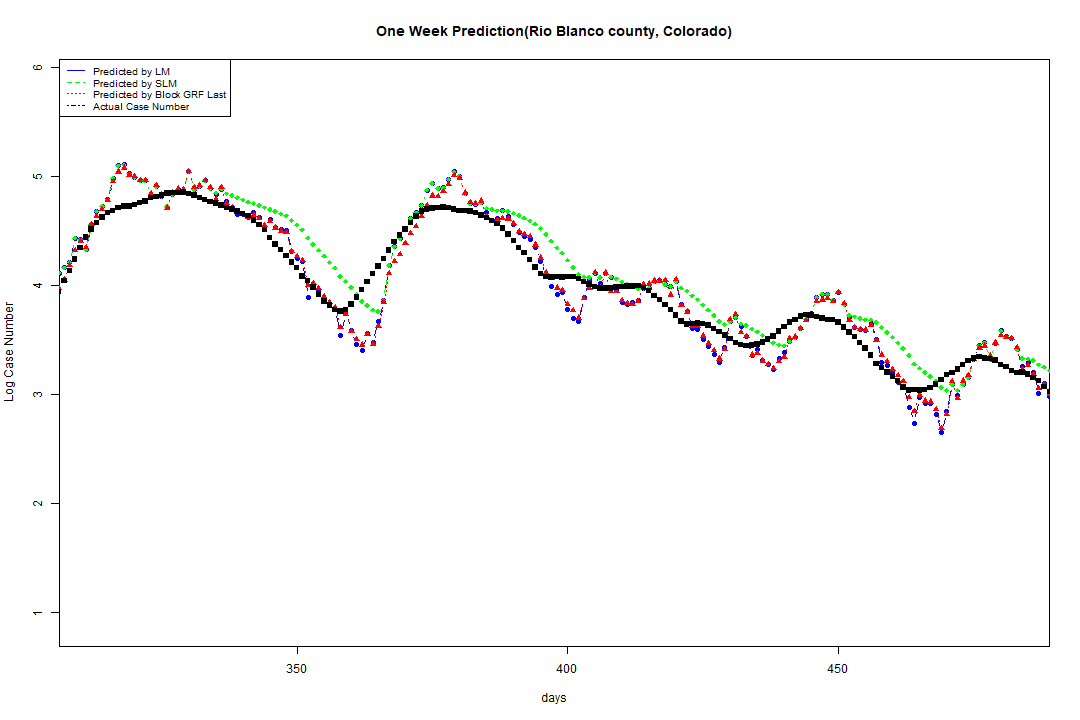 One Week Prediction(Rio Blanco county, Colorado)
Predicted by LM
Predicted by SLM
Predicted by Block GRF Last
Actual Case Number
6
5
4
3
2
1
Log Case Number
350 400 450
days